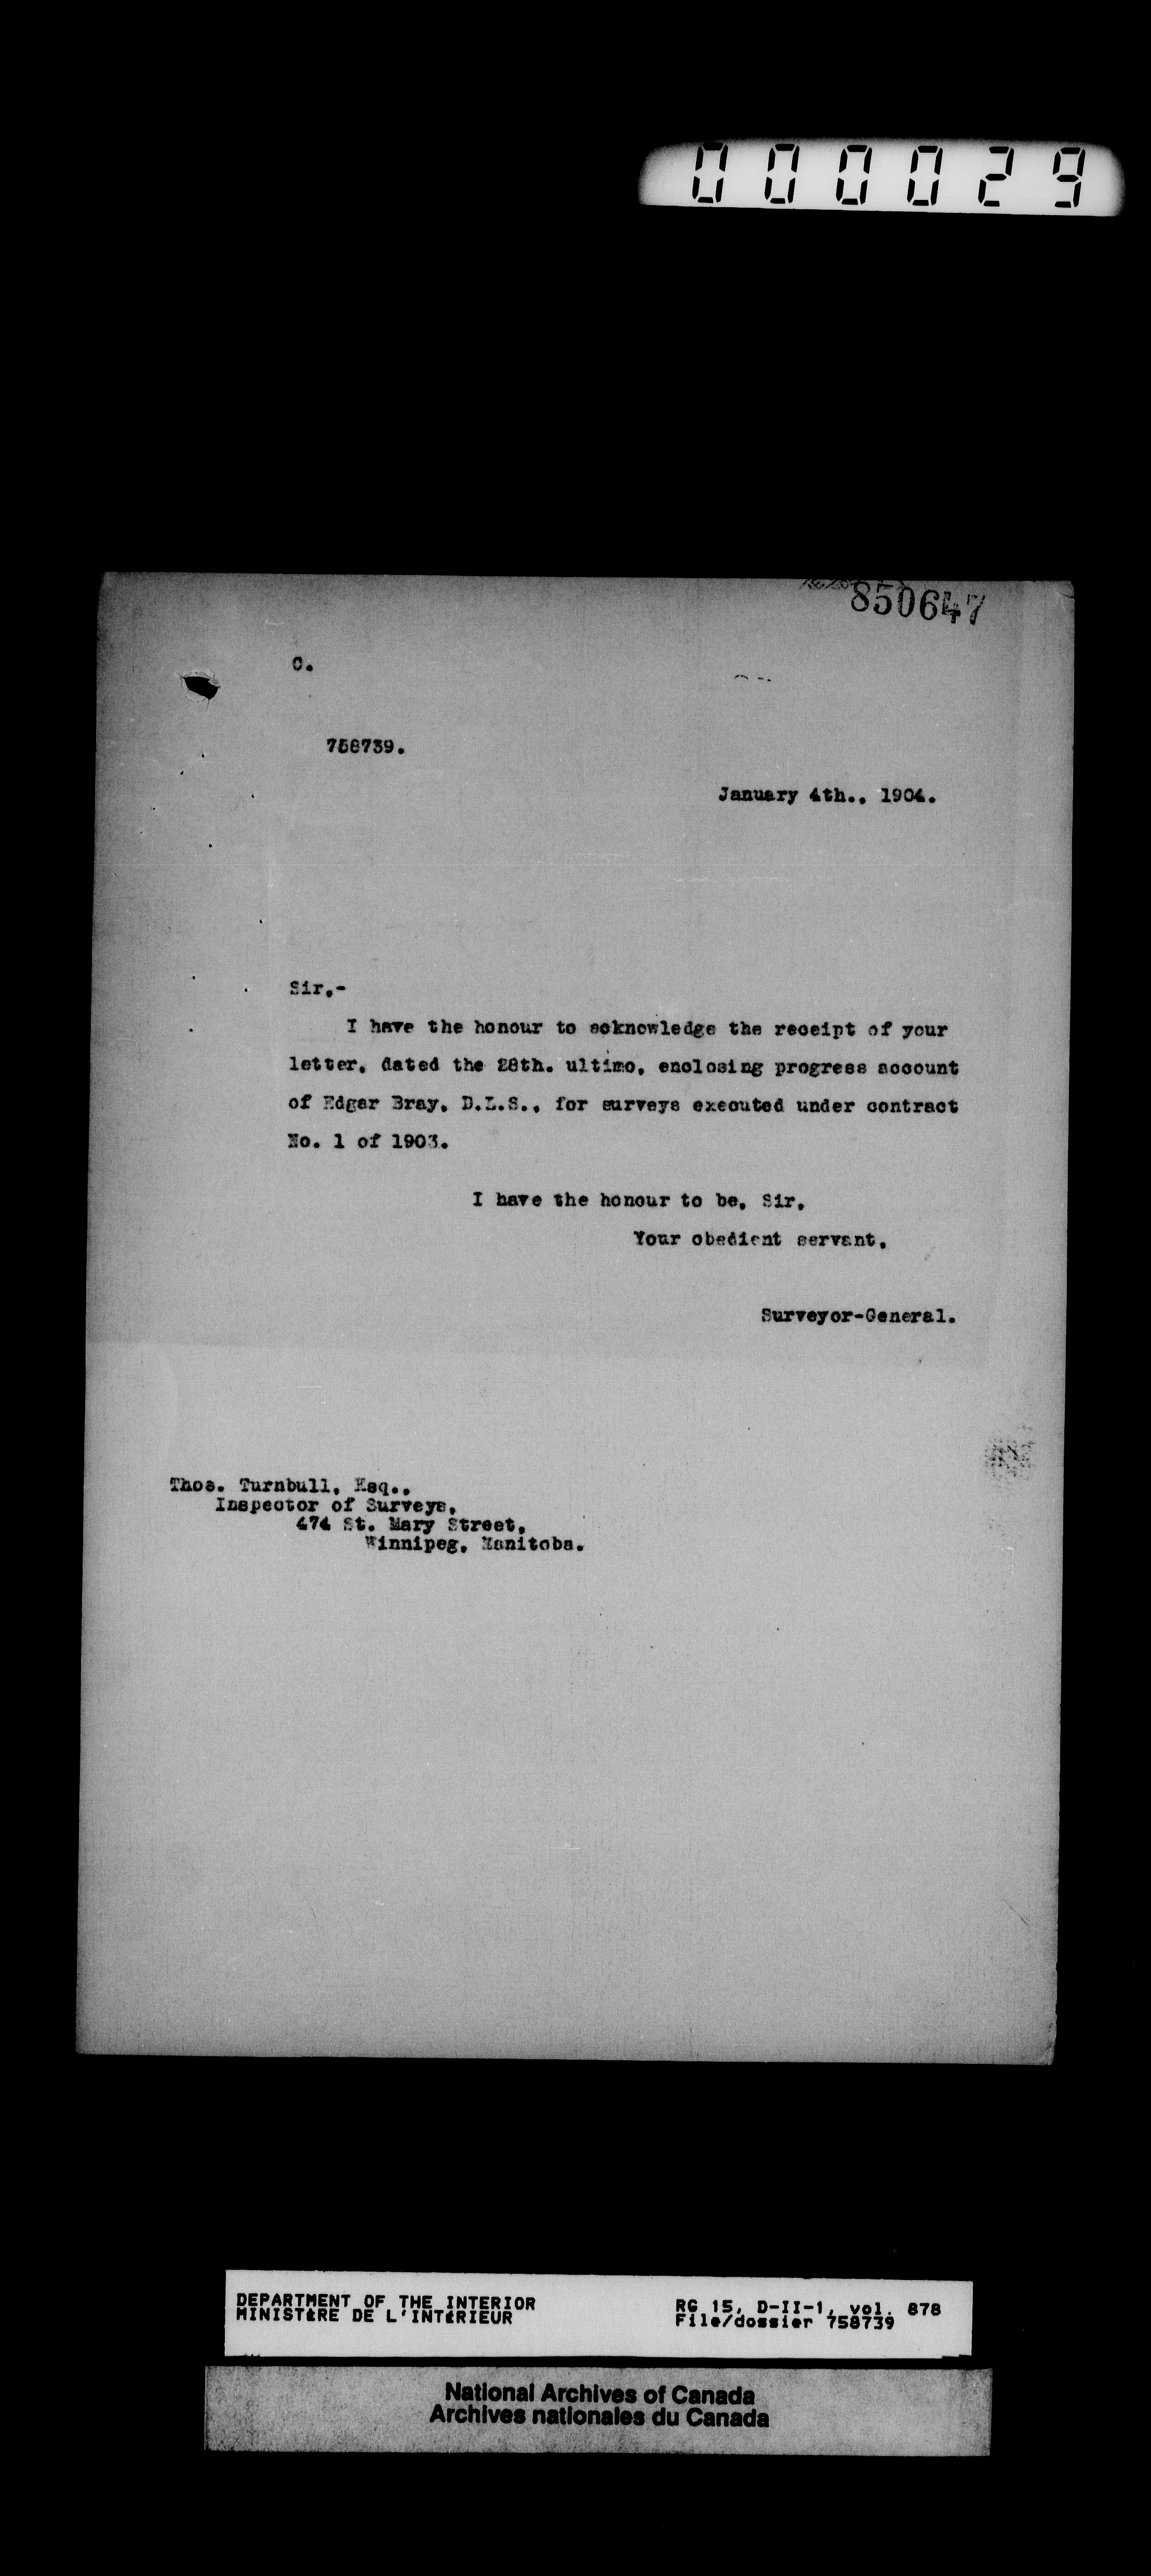 000029
850647
C.
758739.
January 4th., 1904.
Sir,-
I have the honour to acknowledge the receipt of your
letter, dated the 28th. ultimo, enclosing progress account
of Edgar Bray, D.L.S., for surveys executed under contract
No. 1 of 1903.
I have the honour to be, Sir,
Your obedient servant,
Surveyor-General.
Thos. Turnbull, Esq.,
Inspector of Surveys,
474 St. Mary Street,
Winnipeg, Manitoba.
DEPARTMENT OF THE INTERIOR
MINISTÈRE DE L'INTÉRIEUR
RG 15, D-II-1, vol. 878
File/dossier 758739
National Archives of Canada
Archives nationales du Canada